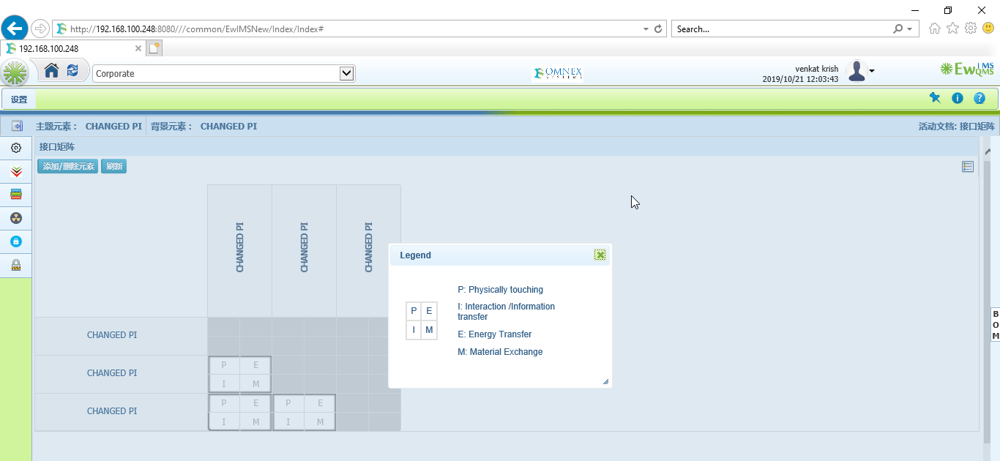 http://192.168.100.248:8080///common/EwIMSNew/Index/Index#
Search...
192.168.100.248
Corporate
OMNEX
SYSTEMS
venkat krish
2019/10/21 12:03:43
EwIMS
QMS
设置
主题元素： CHANGED PI 背景元素： CHANGED PI
活动文档: 接口矩阵
接口矩阵
添加/删除元素 刷新
CHANGED PI
CHANGED PI
CHANGED PI
Legend
P: Physically touching
I: Interaction /Information
transfer
E: Energy Transfer
M: Material Exchange
P E
I M
B
O
M
CHANGED PI
CHANGED PI
P E
I M
CHANGED PI
P E P E
I M I M